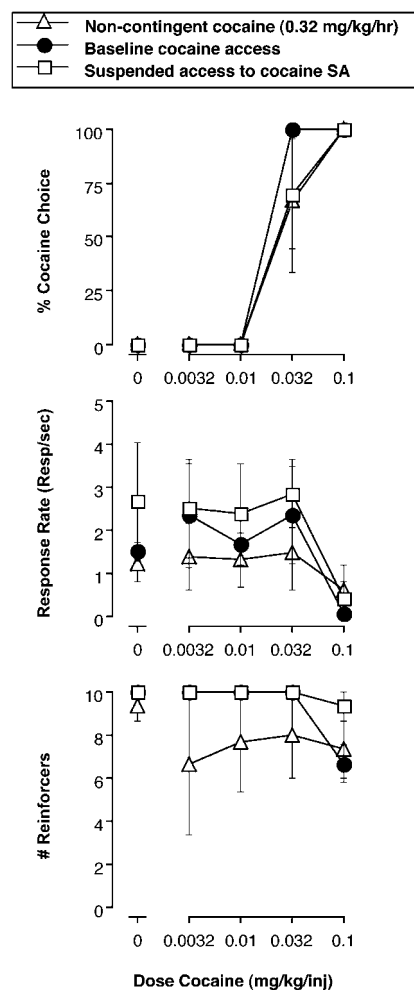 Non-contingent cocaine (0.32 mg/kg/hr)
Baseline cocaine access
Suspended access to cocaine SA
% Cocaine Choice
100
75
50
25
0
0 0.0032 0.01 0.032 0.1
Response Rate (Resp/sec)
5
4
3
2
1
0
0 0.0032 0.01 0.032 0.1
# Reinforcers
10
8
6
4
2
0
0 0.0032 0.01 0.032 0.1
Dose Cocaine (mg/kg/inj)